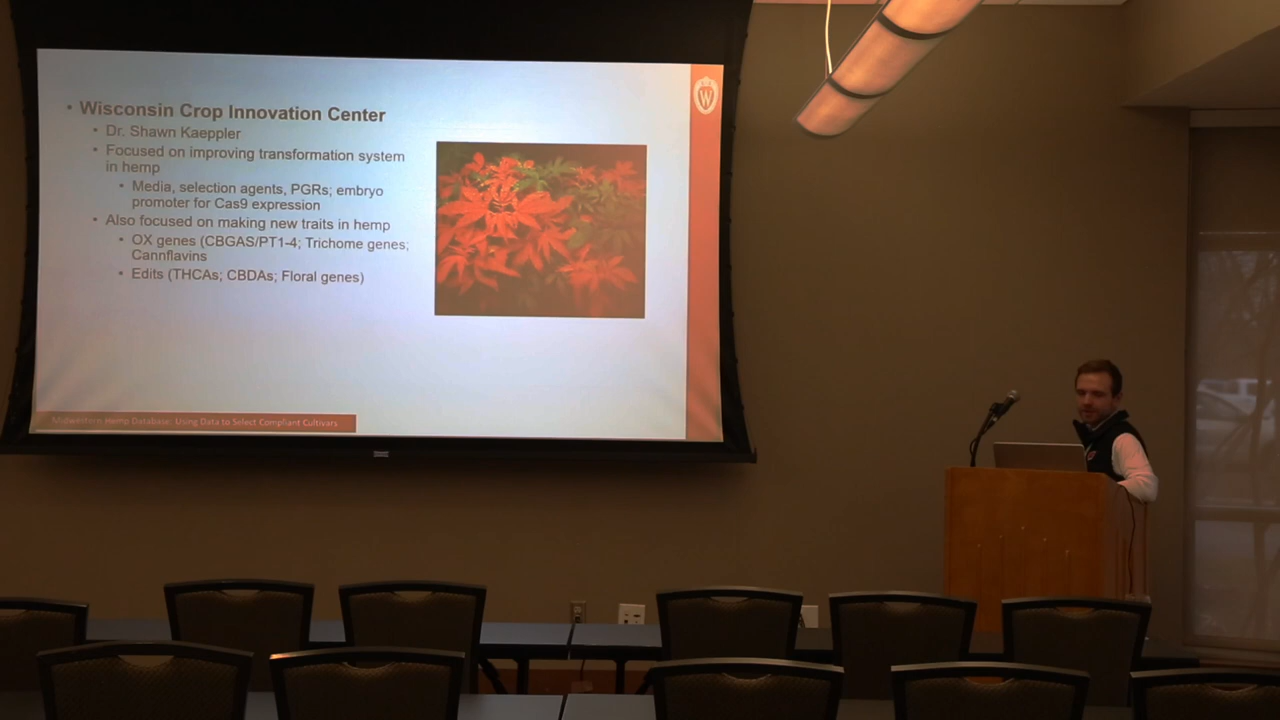 • Wisconsin Crop Innovation Center
• Dr. Shawn Kaeppler
• Focused on improving transformation system
in hemp
• Media, selection agents, PGRs; embryo
promoter for Cas9 expression
• Also focused on making new traits in hemp
• OX genes (CBGAS/PT1-4; Trichome genes;
Cannflavins
• Edits (THCAs; CBDAs; Floral genes)
W
Midwestern Hemp Database: Using Data to Select Compliant Cultivars